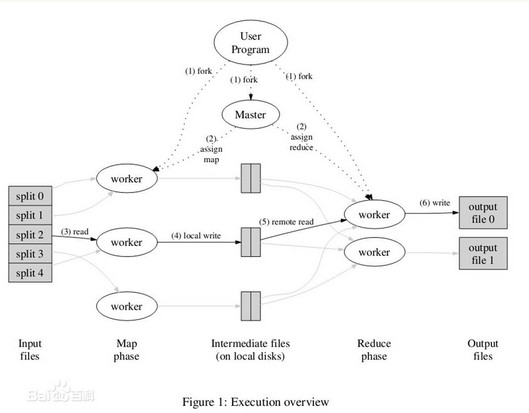 User
Program
(1) fork
(1) fork
(1) fork
Master
(2)
assign
map
(2)
assign
reduce
worker
split 0
split 1
split 2
split 3
split 4
(3) read
worker
(4) local write
(5) remote read
worker
(6) write
output
file 0
worker
output
file 1
worker
Input
files
Map
phase
Intermediate files
(on local disks)
Reduce
phase
Output
files
Bai百科
Figure 1: Execution overview